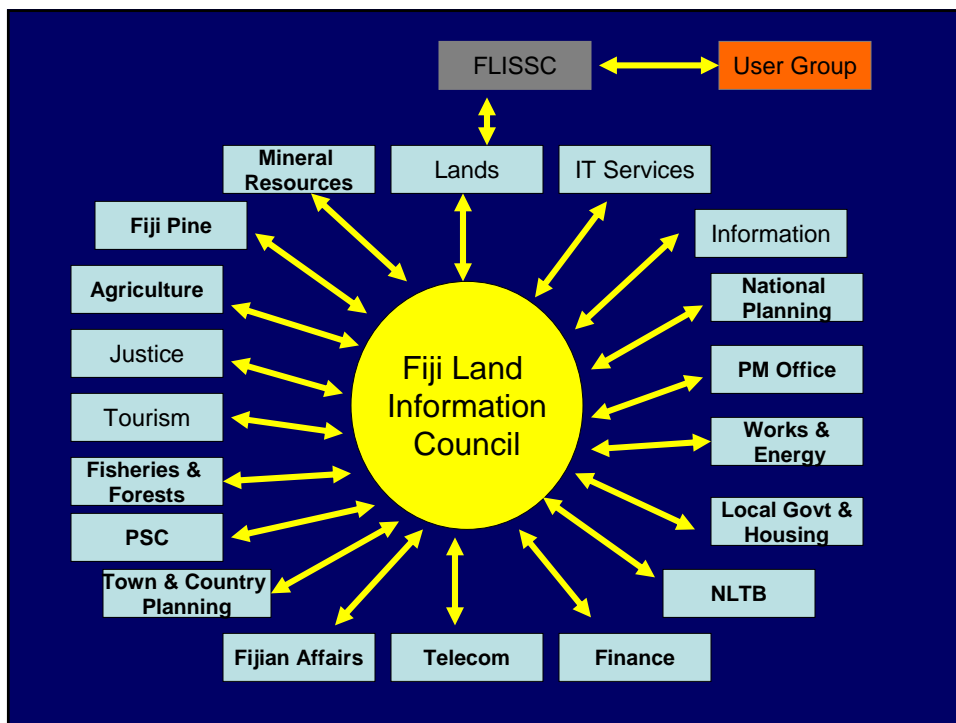 FLISSC
User Group
Mineral
Resources
Lands
IT Services
Fiji Pine
Information
Agriculture
National
Planning
Justice
PM Office
Fiji Land
Information
Council
Tourism
Works &
Energy
Fisheries &
Forests
Local Govt &
Housing
PSC
Town & Country
Planning
NLTB
Fijian Affairs
Telecom
Finance